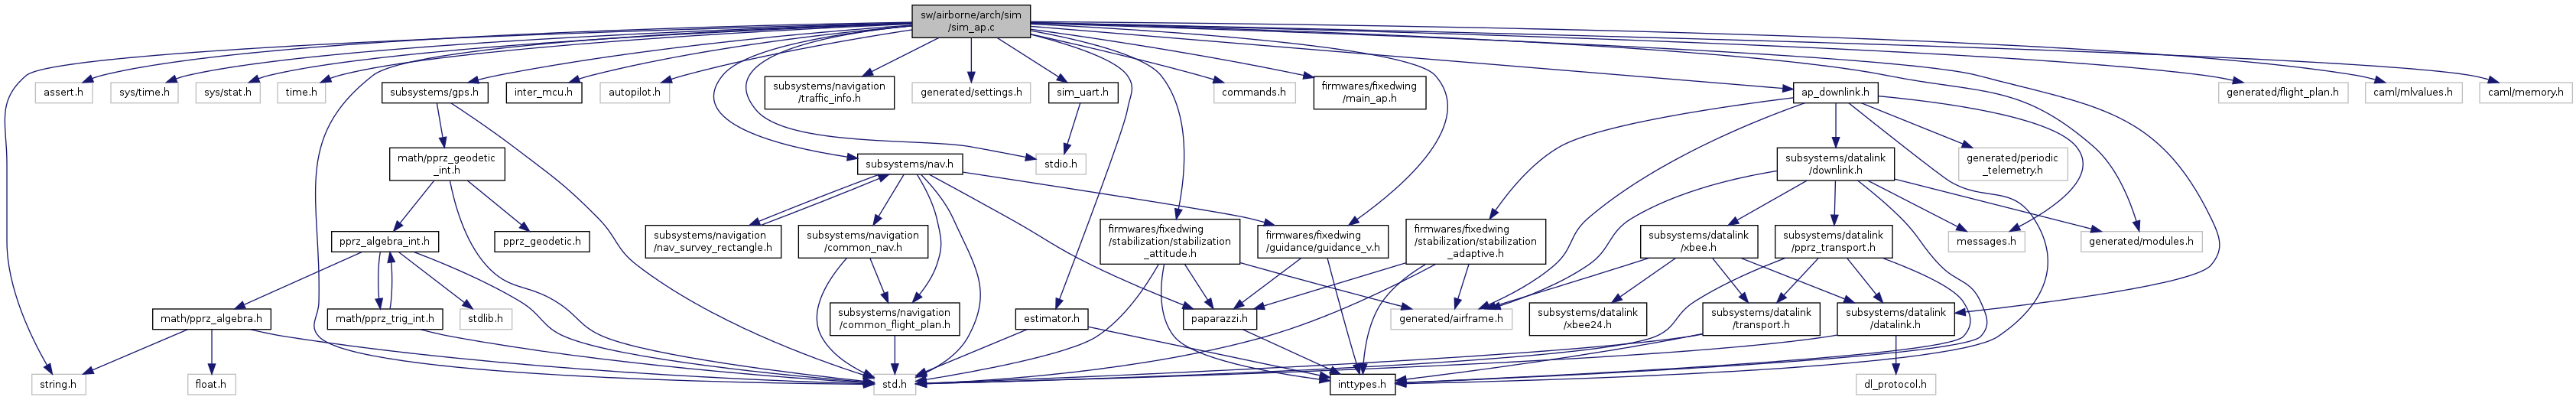 sw/airborne/arch/sim
/sim_ap.c
assert.h
sys/time.h
sys/stat.h
time.h
subsystems/gps.h
inter_mcu.h
autopilot.h
subsystems/navigation
/traffic_info.h
generated/settings.h
sim_uart.h
commands.h
firmwares/fixedwing
/main_ap.h
ap_downlink.h
generated/flight_plan.h
caml/mlvalues.h
caml/memory.h
math/pprz_geodetic
_int.h
subsystems/nav.h
stdio.h
subsystems/datalink
/downlink.h
generated/periodic
_telemetry.h
pprz_algebra_int.h
pprz_geodetic.h
subsystems/navigation
/nav_survey_rectangle.h
subsystems/navigation
/common_nav.h
firmwares/fixedwing
/stabilization/stabilization
_attitude.h
firmwares/fixedwing
/guidance/guidance_v.h
firmwares/fixedwing
/stabilization/stabilization
_adaptive.h
subsystems/datalink
/xbee.h
subsystems/datalink
/pprz_transport.h
messages.h
generated/modules.h
math/pprz_algebra.h
math/pprz_trig_int.h
stdlib.h
subsystems/navigation
/common_flight_plan.h
estimator.h
paparazzi.h
generated/airframe.h
subsystems/datalink
/xbee24.h
subsystems/datalink
/transport.h
subsystems/datalink
/datalink.h
string.h
float.h
std.h
inttypes.h
dl_protocol.h